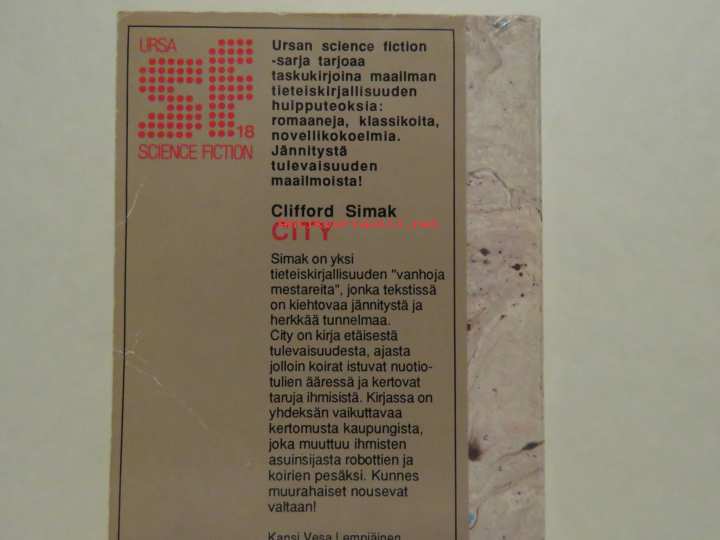 URSA
sf
18
SCIENCE FICTION
Ursan science fiction
-sarja tarjoaa
taskukirjoina maailman
tieteiskirjallisuuden
huipputeoksia:
romaaneja, klassikoita,
novellikokoelmia.
Jännitystä
tulevaisuuden
maailmoista!
Clifford Simak
CITY
Simak on yksi
tieteiskirjallisuuden "vanhoja
mestareita", jonka tekstissä
on kiehtovaa jännitystä ja
herkkää tunnelmaa.
City on kirja etäisestä
tulevaisuudesta, ajasta
jolloin koirat istuvat nuotio-
tulien ääressä ja kertovat
taruja ihmisistä. Kirjassa on
yhdeksän vaikuttavaa
kertomusta kaupungista,
joka muuttuu ihmisten
asuinsijasta robottien ja
koirien pesäksi. Kunnes
muurahaiset nousevat
valtaan!
Kansi Vesa Lempiäinen